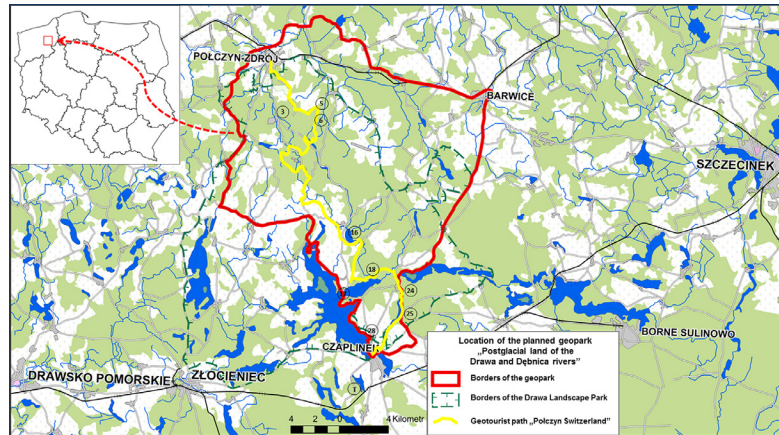 POŁCZYN-ZDRÓJ
BARWICE
SZCZECINEK
3
5
6
16
18
24
25
28
CZAPLINEK
BORNE SULINOWO
DRAWSKO POMORSKIE
ZŁOCIENIEC
T
4 2 0 4 Kilometr
Location of the planned geopark
„Postglacial land of the
Drawa and Dębnica rivers”
Borders of the geopark
Borders of the Drawa Landscape Park
Geotourist path „Połczyn Switzerland”